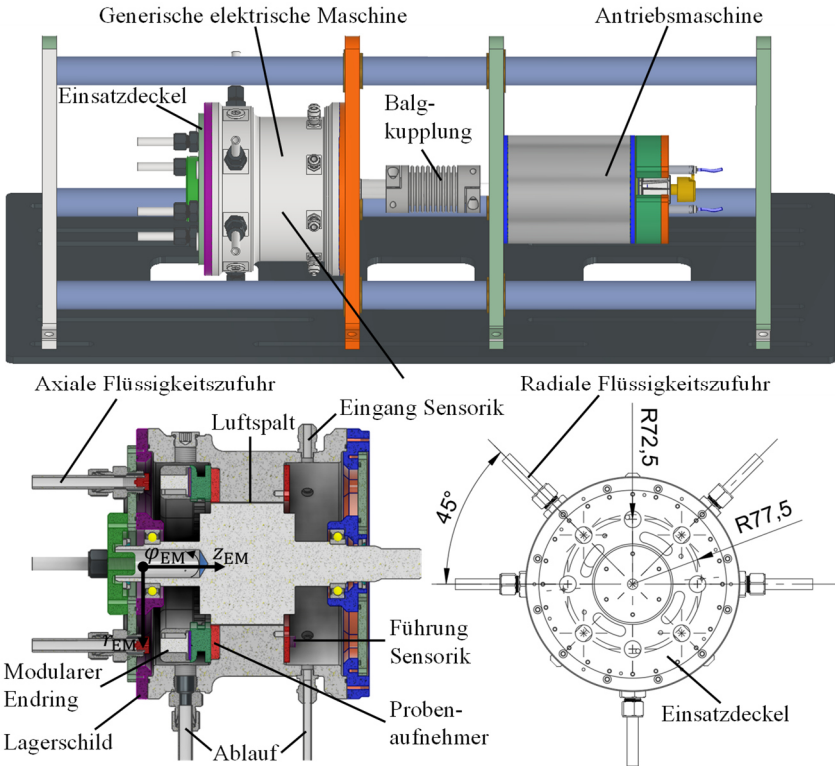 Generische elektrische Maschine
Antriebsmaschine
Einsatzdeckel
Balg-
kupplung
Axiale Flüssigkeitszufuhr
Eingang Sensorik
Radiale Flüssigkeitszufuhr
Luftspalt
R72,5
45°
R77,5
φEM
zEM
rEM
Führung
Sensorik
Modularer
Endring
Proben-
aufnehmer
Einsatzdeckel
Lagerschild
Ablauf